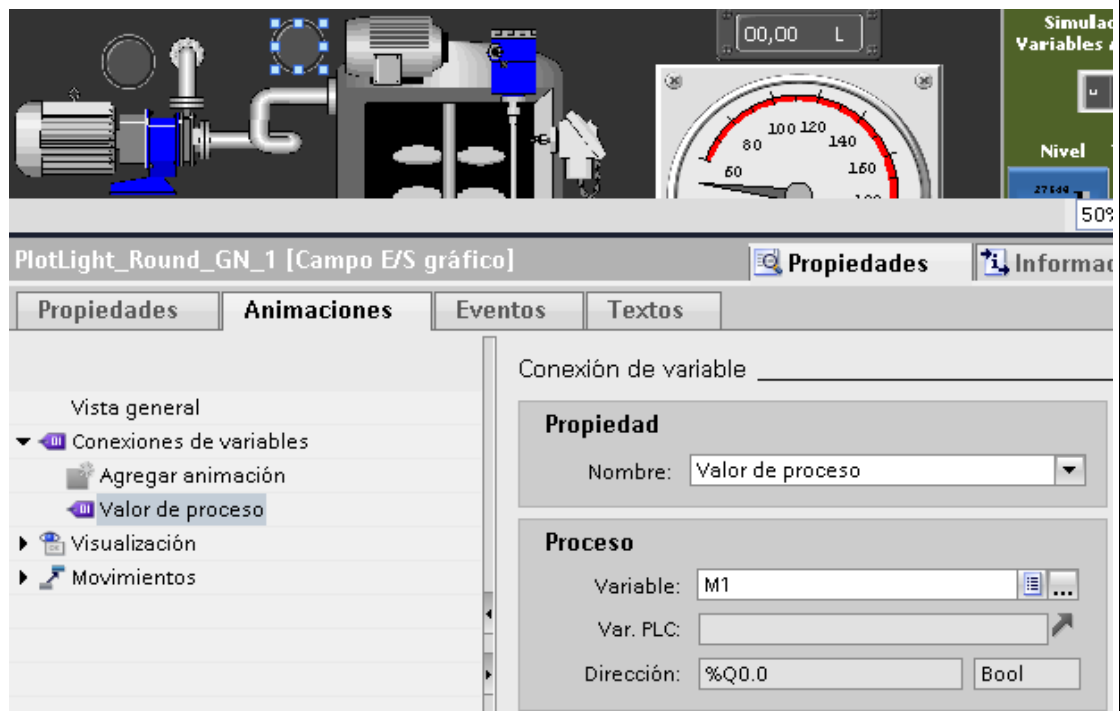 00,00 L
Simulac
Variables
80 100 120 140
60 160
Nivel
50%
PlotLight_Round_GN_1 [Campo E/S gráfico]
Propiedades
Informac
Propiedades Animaciones Eventos Textos
Conexión de variable
Vista general
Conexiones de variables
Agregar animación
Valor de proceso
Visualización
Movimientos
Propiedad
Nombre: Valor de proceso
Proceso
Variable: M1
...
Var. PLC:
Dirección: %Q0.0 Bool